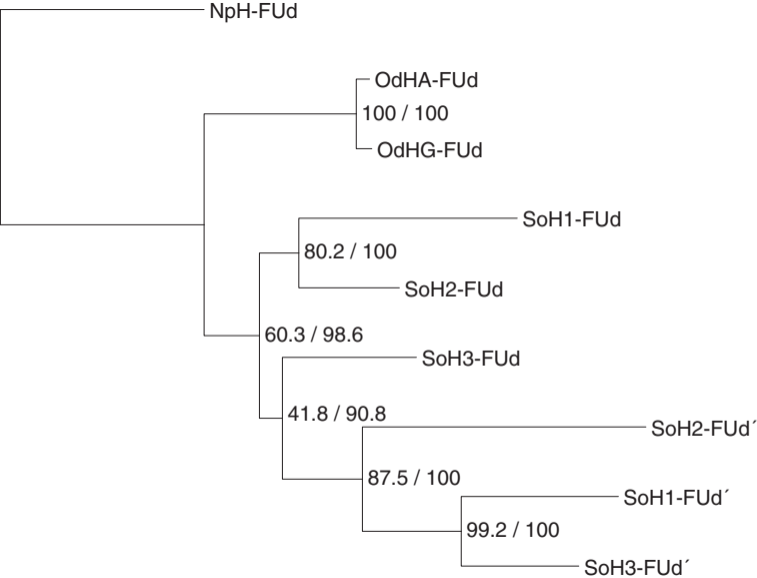 NpH-FUd
OdHA-FUd
100 / 100
OdHG-FUd
SoH1-FUd
80.2 / 100
SoH2-FUd
60.3 / 98.6
SoH3-FUd
41.8 / 90.8
SoH2-FUd´
87.5 / 100
SoH1-FUd´
99.2 / 100
SoH3-FUd´